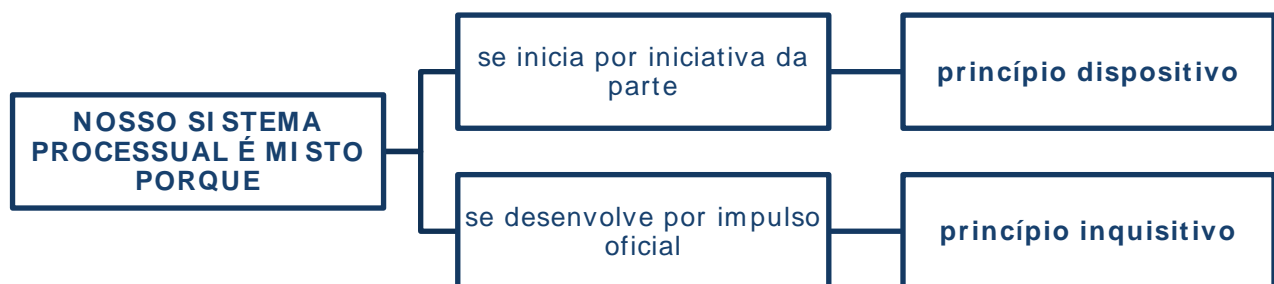 NOSSO SISTEMA
PROCESSUAL É MISTO
PORQUE
se inicia por iniciativa da
parte
princípio dispositivo
se desenvolve por impulso
oficial
princípio inquisitivo